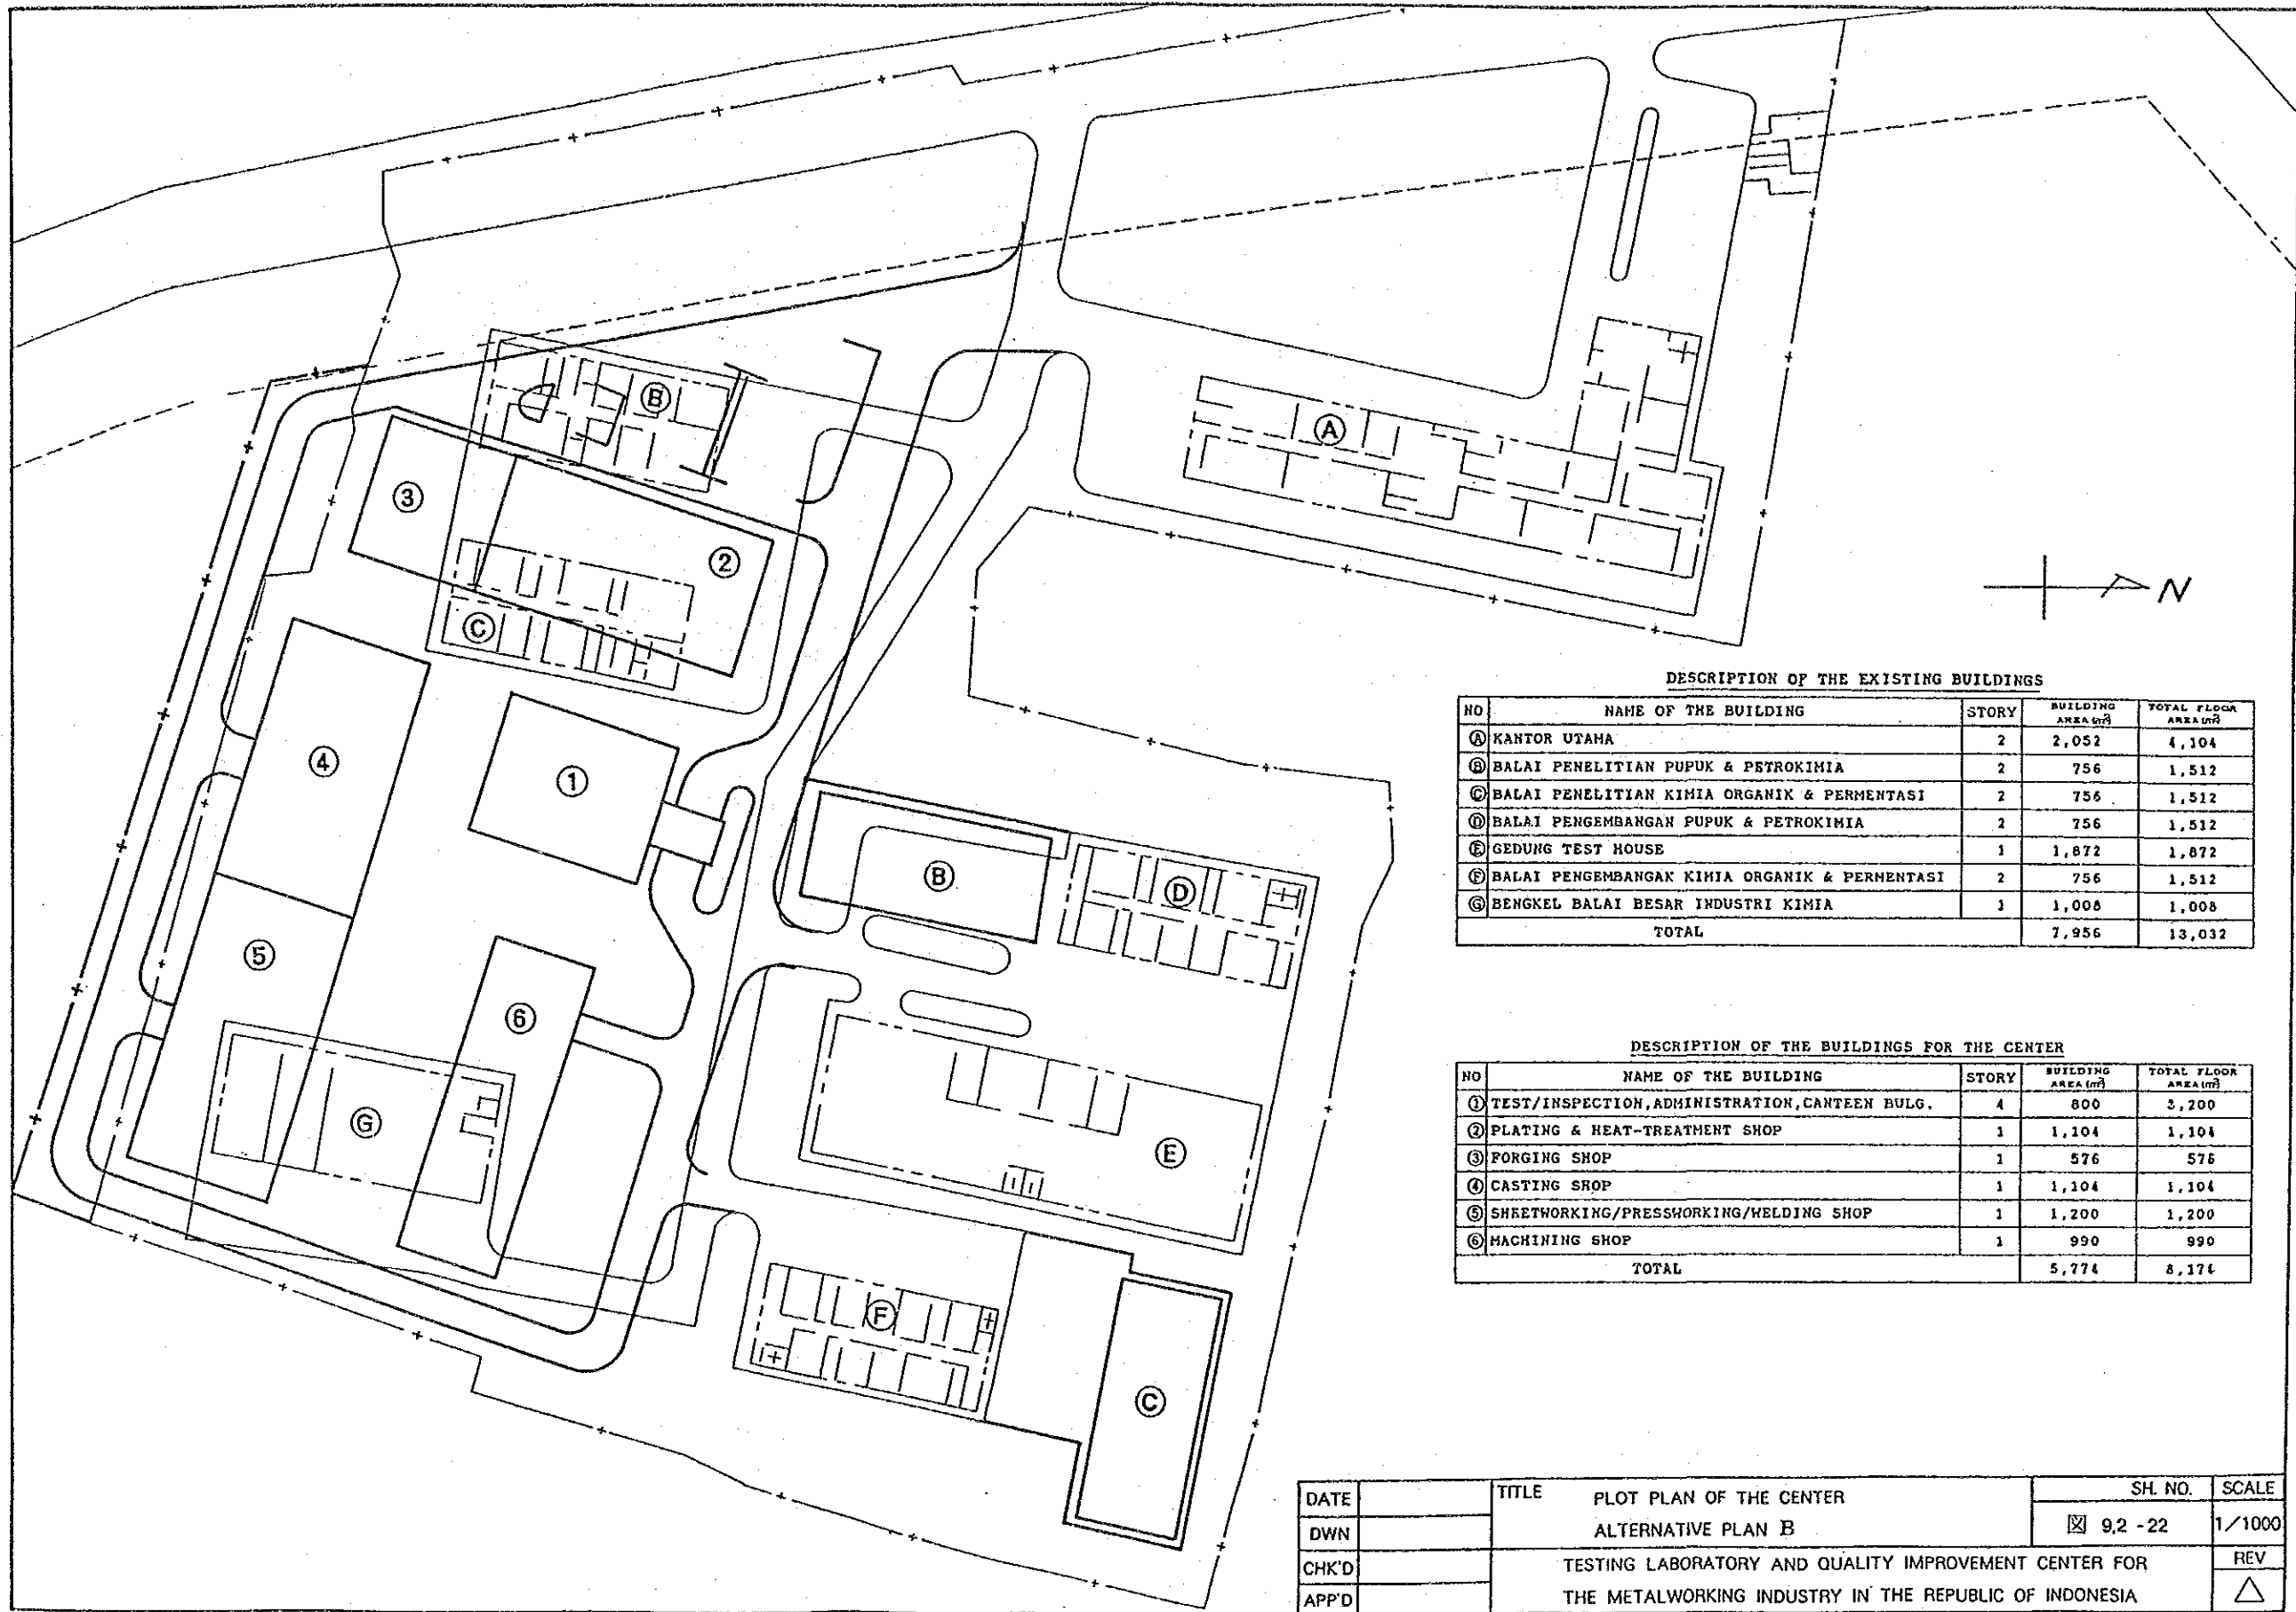 Ⓑ
Ⓐ
③
②
Ⓒ
N
④
①
Ⓑ
Ⓓ
⑤
⑥
Ⓖ
Ⓔ
Ⓕ
Ⓒ
DESCRIPTION OF THE EXISTING BUILDINGS
NO NAME OF THE BUILDING STORY BUILDING AREA (m²) TOTAL FLOOR AREA (m²)
Ⓐ KANTOR UTAMA 2 2,052 4,104
Ⓑ BALAI PENELITIAN PUPUK & PETROKIMIA 2 756 1,512
Ⓒ BALAI PENELITIAN KIMIA ORGANIK & PERMENTASI 2 756 1,512
Ⓓ BALAI PENGEMBANGAN PUPUK & PETROKIMIA 2 756 1,512
Ⓔ GEDUNG TEST HOUSE 1 1,872 1,872
Ⓕ BALAI PENGEMBANGAK KIMIA ORGANIK & PERMENTASI 2 756 1,512
Ⓖ BENGKEL BALAI BESAR INDUSTRI KIMIA 1 1,008 1,008
TOTAL 7,956 13,032
DESCRIPTION OF THE BUILDINGS FOR THE CENTER
NO NAME OF THE BUILDING STORY BUILDING AREA (m²) TOTAL FLOOR AREA (m²)
① TEST/INSPECTION, ADMINISTRATION, CANTEEN BULG. 4 800 3,200
② PLATING & HEAT-TREATMENT SHOP 1 1,104 1,104
③ FORGING SHOP 1 576 576
④ CASTING SHOP 1 1,104 1,104
⑤ SHEETWORKING/PRESSWORKING/WELDING SHOP 1 1,200 1,200
⑥ MACHINING SHOP 1 990 990
TOTAL 5,774 8,174
DATE
DWN
CHK'D
APP'D
TITLE PLOT PLAN OF THE CENTER
ALTERNATIVE PLAN B
SH. NO. SCALE
図 9,2 -22 1/1000
TESTING LABORATORY AND QUALITY IMPROVEMENT CENTER FOR
THE METALWORKING INDUSTRY IN THE REPUBLIC OF INDONESIA
REV